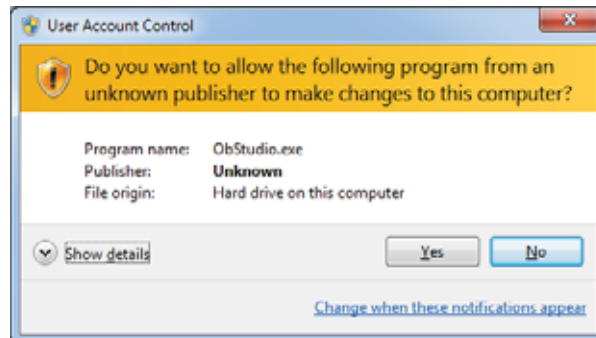 User Account Control
Do you want to allow the following program from an
unknown publisher to make changes to this computer?
Program name: ObStudio.exe
Publisher: Unknown
File origin: Hard drive on this computer
Show details Yes No
Change when these notifications appear